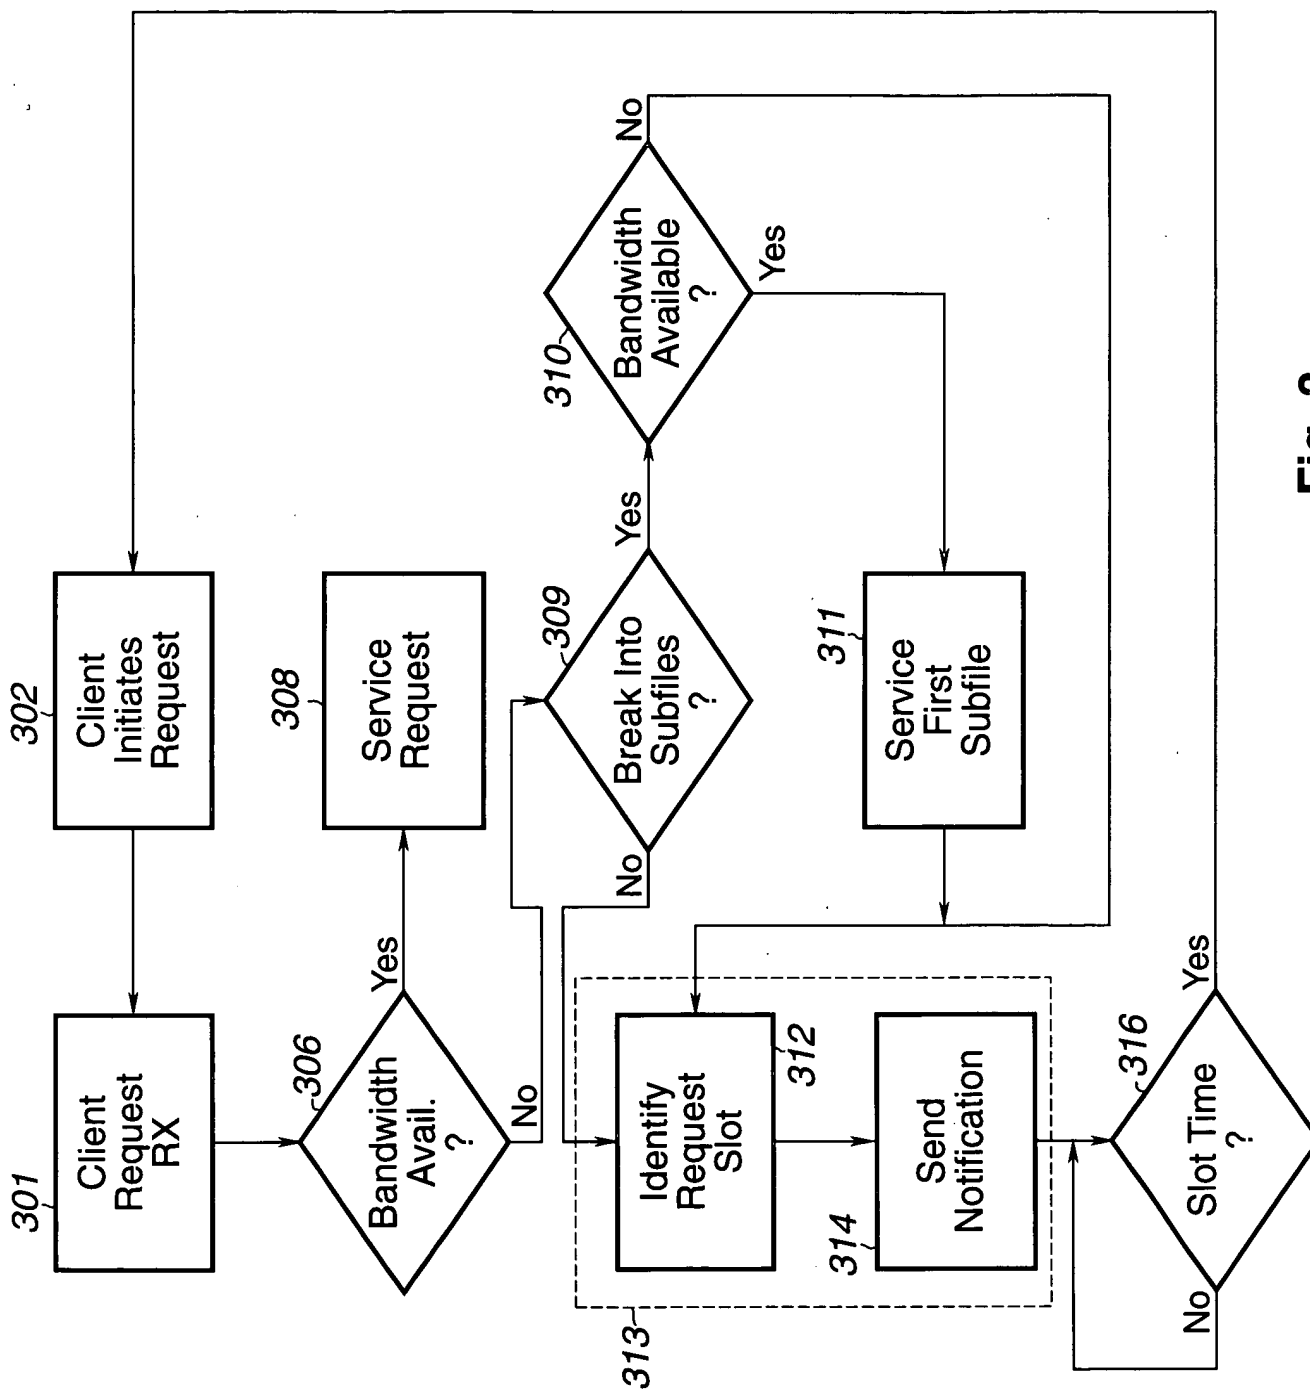 301
Client
Request
RX
302
Client
Initiates
Request
306
Bandwidth
Avail.
?
Yes
No
308
Service
Request
309
Break Into
Subfiles
?
Yes
No
310
Bandwidth
Available
?
No
Yes
311
Service
First
Subfile
312
Identify
Request
Slot
313
314
Send
Notification
316
Slot Time
?
Yes
No
Fig.